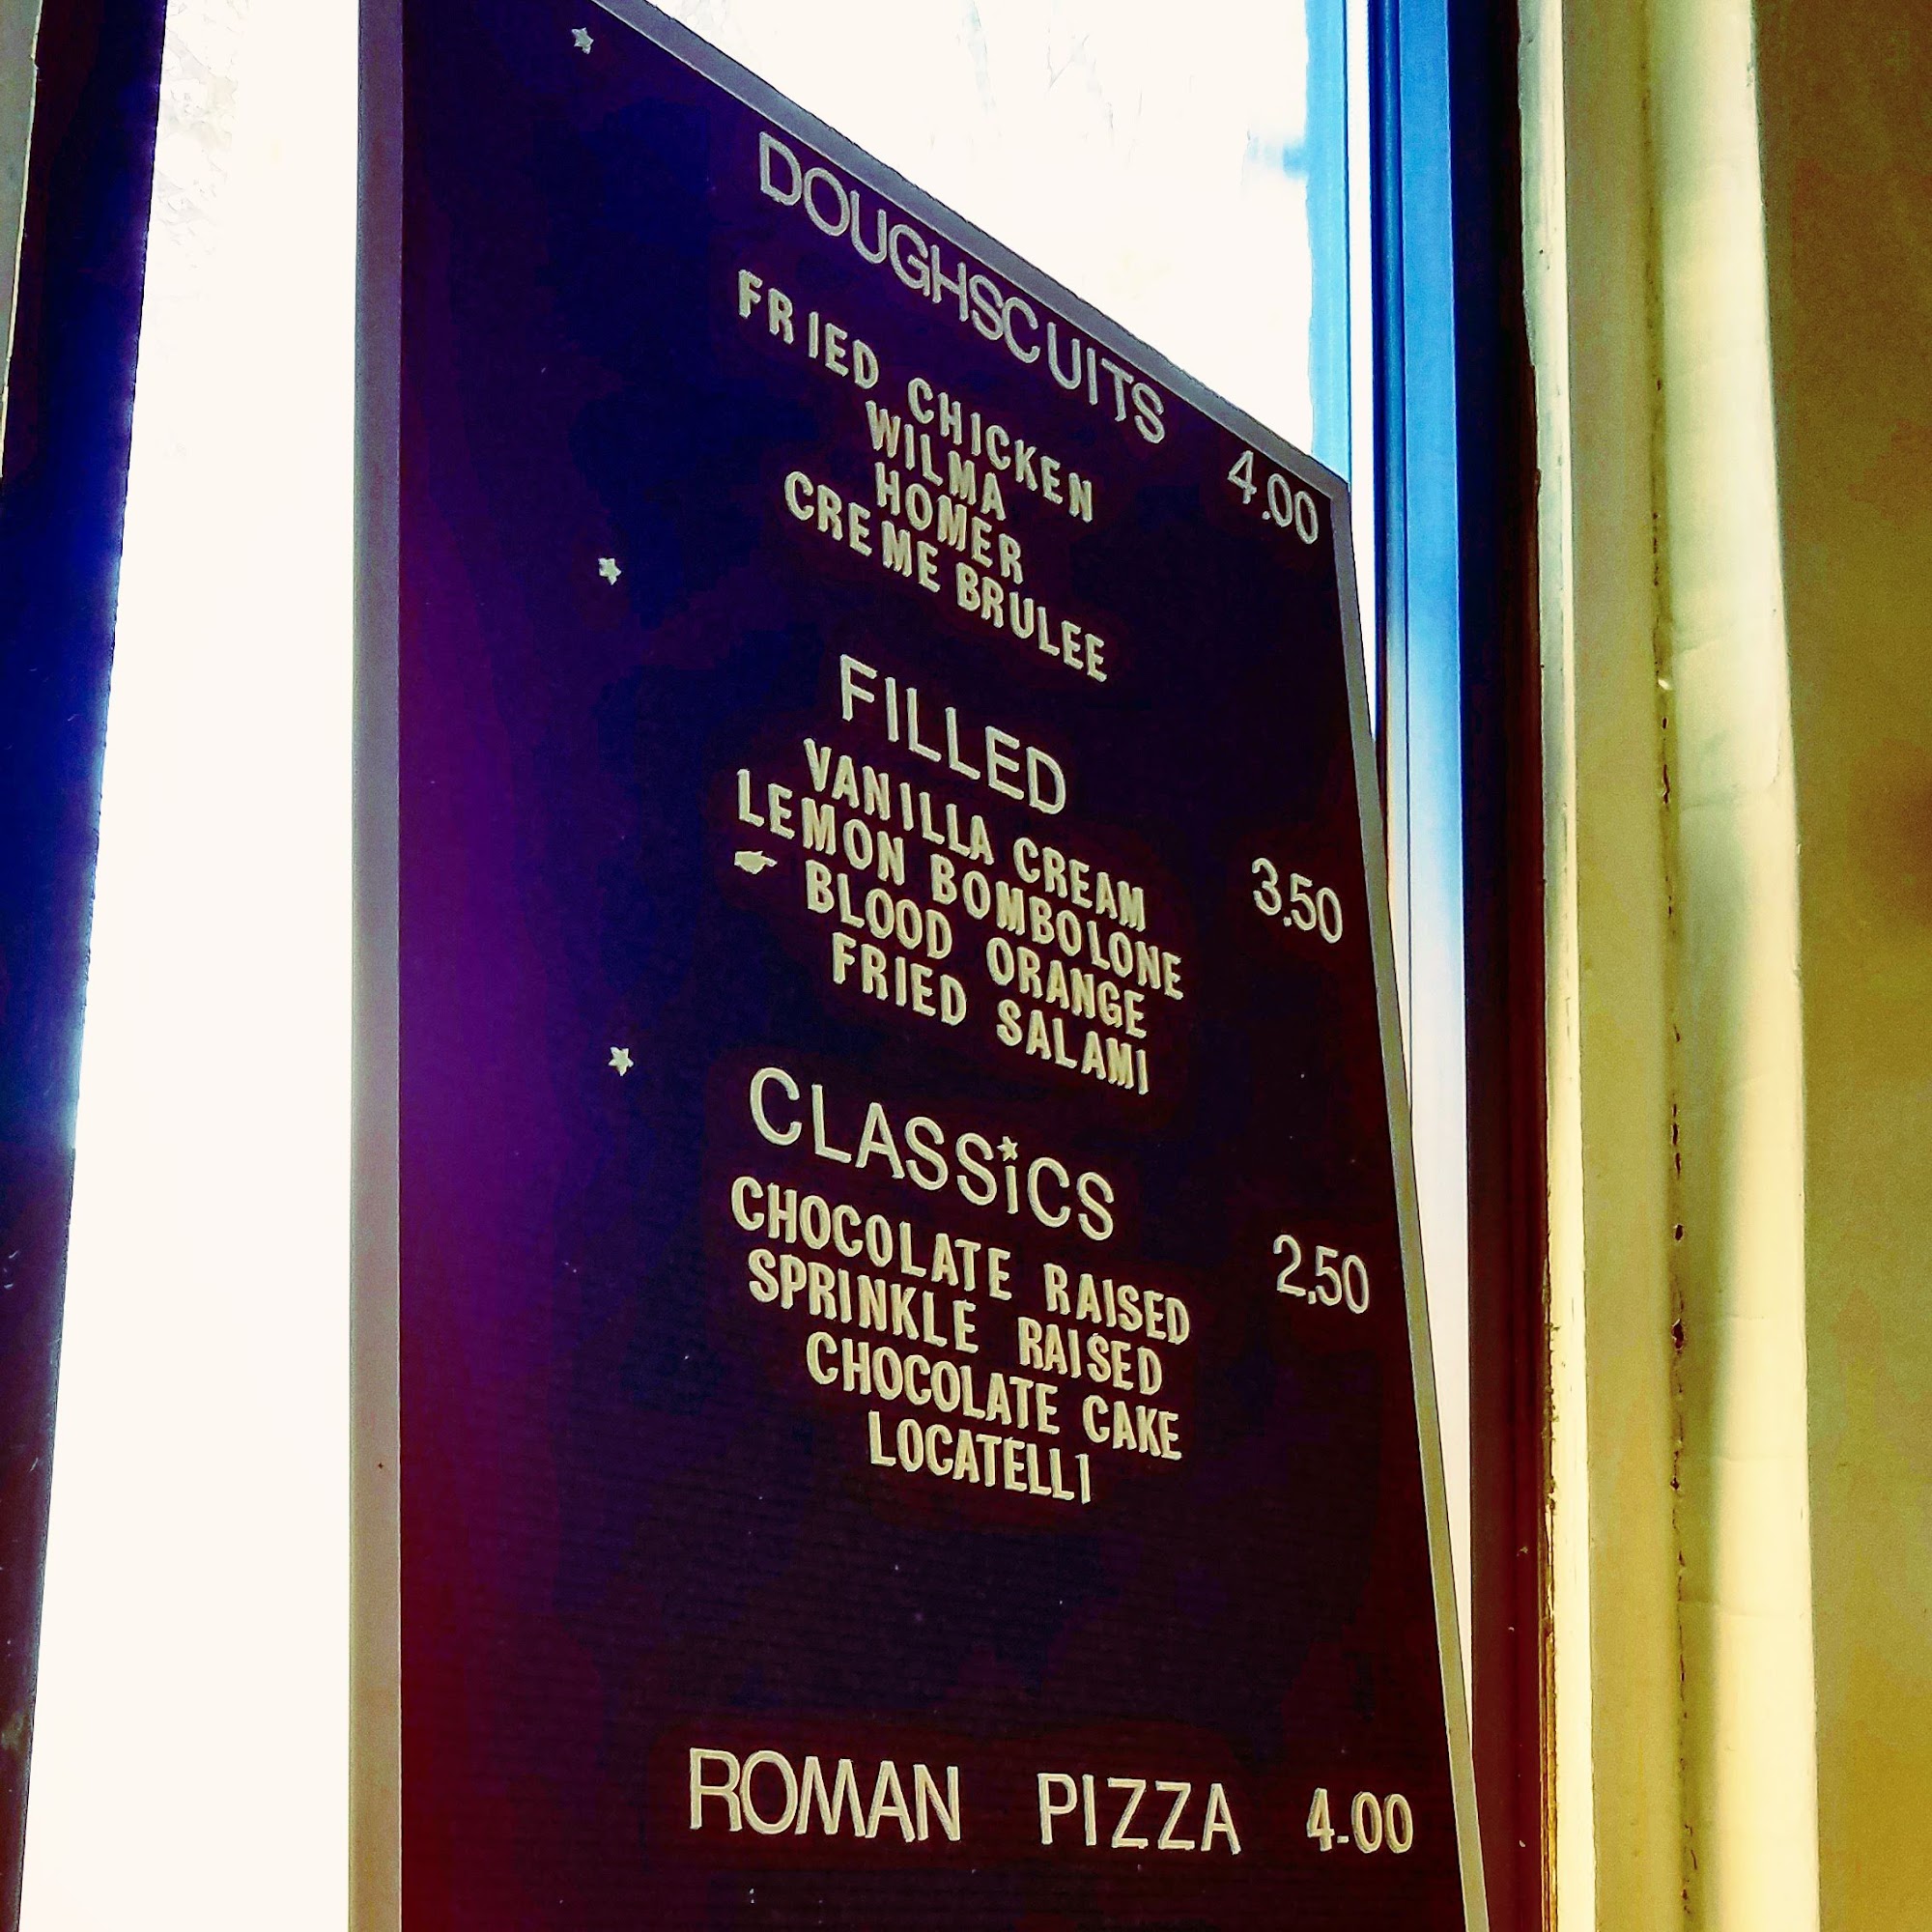 DOUGHSCUITS 4.00
FRIED CHICKEN
WILMA
HOMER
CREME BRULEE
FILLED 3.50
VANILLA CREAM
LEMON BOMBOLONE
BLOOD ORANGE
FRIED SALAMI
CLASSiCS 2.50
CHOCOLATE RAISED
SPRINKLE RAISED
CHOCOLATE CAKE
LOCATELLI
ROMAN PIZZA 4.00